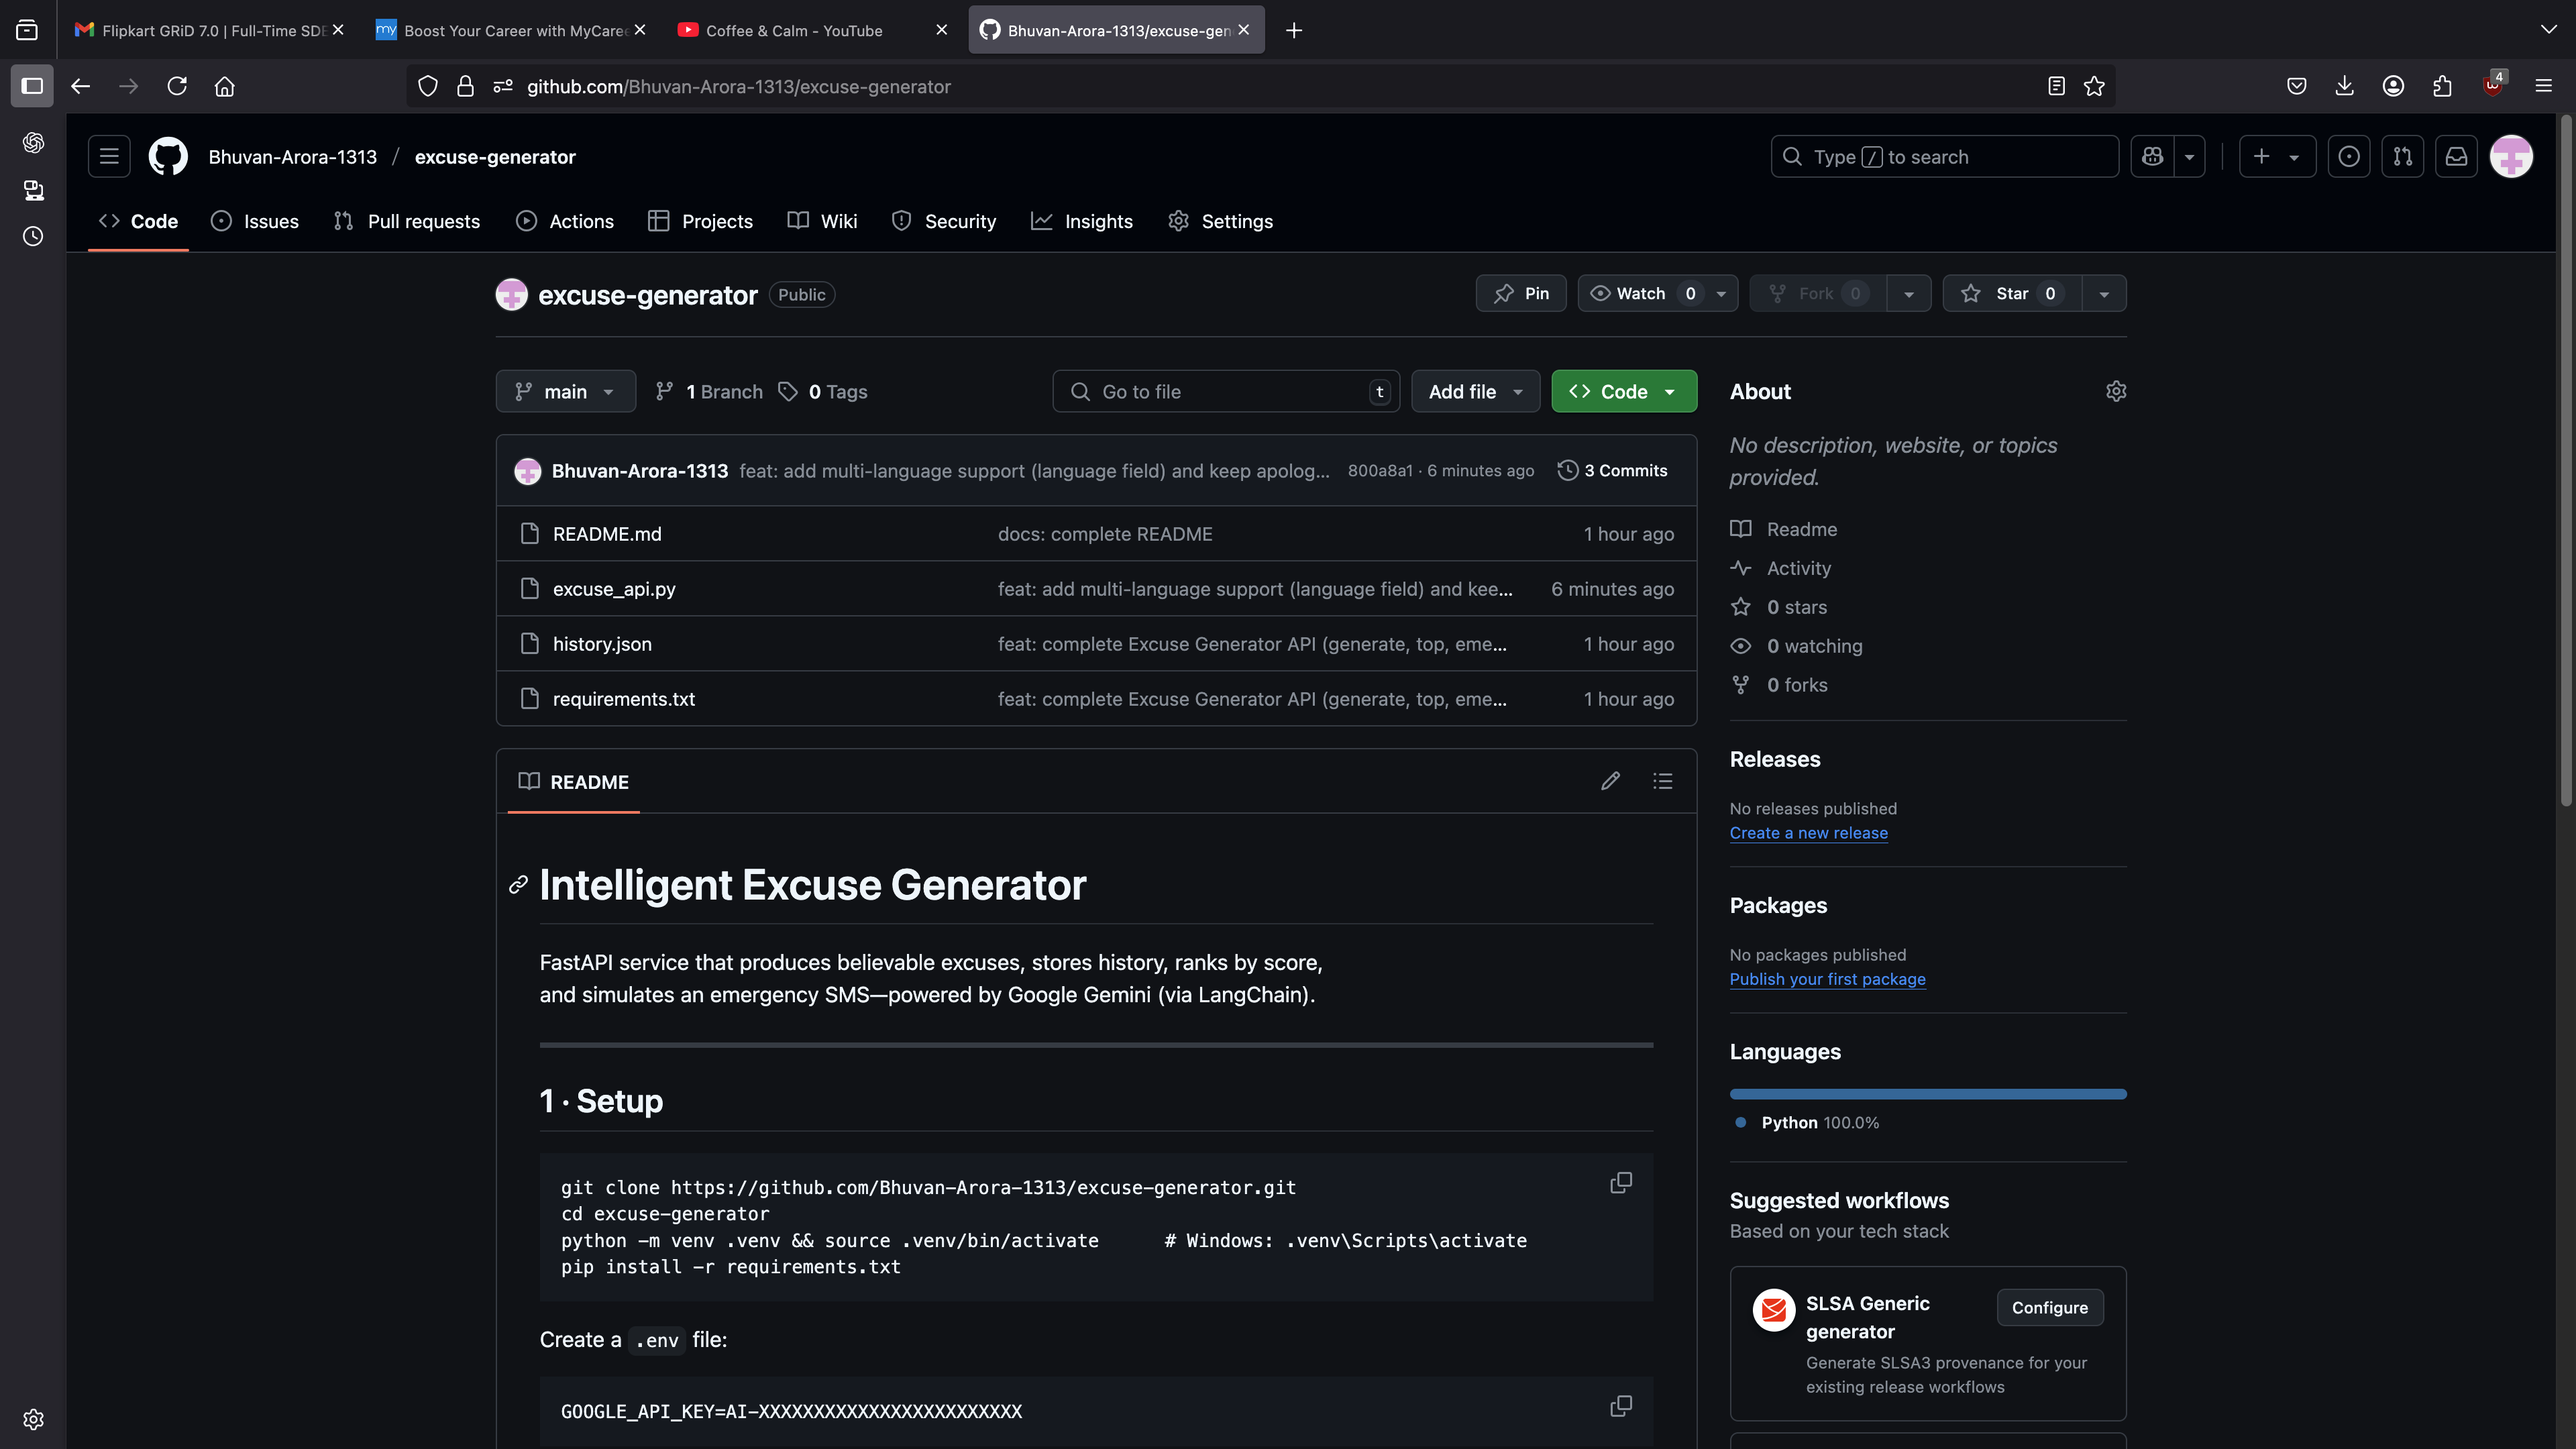 Flipkart GRiD 7.0 | Full-Time SDE
my Boost Your Career with MyCaree
Coffee & Calm - YouTube
Bhuvan-Arora-1313/excuse-gen
github.com/Bhuvan-Arora-1313/excuse-generator
4
Bhuvan-Arora-1313 / excuse-generator
Type / to search
Code
Issues
Pull requests
Actions
Projects
Wiki
Security
Insights
Settings
excuse-generator Public
Pin
Watch 0
Fork 0
Star 0
main
1 Branch
0 Tags
Go to file t
Add file
Code
Bhuvan-Arora-1313 feat: add multi-language support (language field) and keep apolog... 800a8a1 · 6 minutes ago 3 Commits
README.md docs: complete README 1 hour ago
excuse_api.py feat: add multi-language support (language field) and kee... 6 minutes ago
history.json feat: complete Excuse Generator API (generate, top, eme... 1 hour ago
requirements.txt feat: complete Excuse Generator API (generate, top, eme... 1 hour ago
README
Intelligent Excuse Generator
FastAPI service that produces believable excuses, stores history, ranks by score,
and simulates an emergency SMS—powered by Google Gemini (via LangChain).
1 · Setup
git clone https://github.com/Bhuvan-Arora-1313/excuse-generator.git
cd excuse-generator
python -m venv .venv && source .venv/bin/activate # Windows: .venv\Scripts\activate
pip install -r requirements.txt
Create a .env file:
GOOGLE_API_KEY=AI-XXXXXXXXXXXXXXXXXXXXXXXX
About
No description, website, or topics
provided.
Readme
Activity
0 stars
0 watching
0 forks
Releases
No releases published
Create a new release
Packages
No packages published
Publish your first package
Languages
Python 100.0%
Suggested workflows
Based on your tech stack
SLSA Generic
generator
Configure
Generate SLSA3 provenance for your
existing release workflows